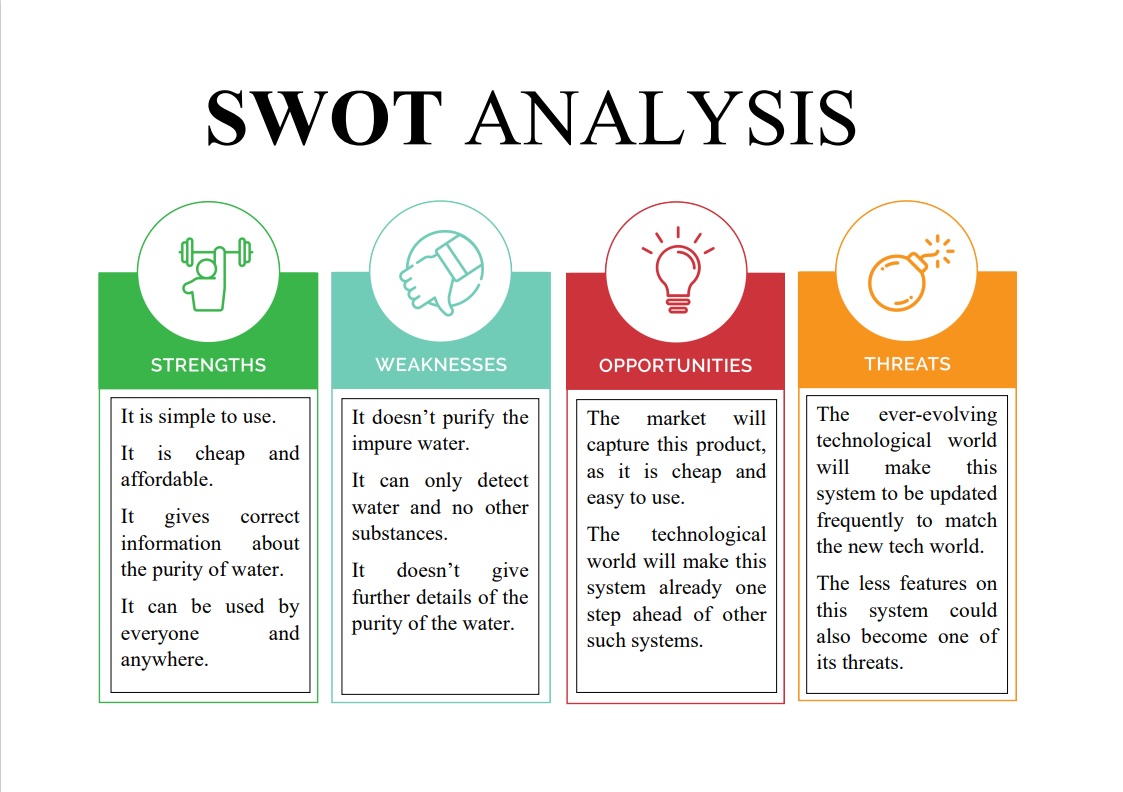 SWOT ANALYSIS
STRENGTHS
It is simple to use.
It is cheap and
affordable.
It gives correct
information about
the purity of water.
It can be used by
everyone and
anywhere.
WEAKNESSES
It doesn’t purify the
impure water.
It can only detect
water and no other
substances.
It doesn’t give
further details of the
purity of the water.
OPPORTUNITIES
The market will
capture this product,
as it is cheap and
easy to use.
The technological
world will make this
system already one
step ahead of other
such systems.
THREATS
The ever-evolving
technological world
will make this
system to be updated
frequently to match
the new tech world.
The less features on
this system could
also become one of
its threats.